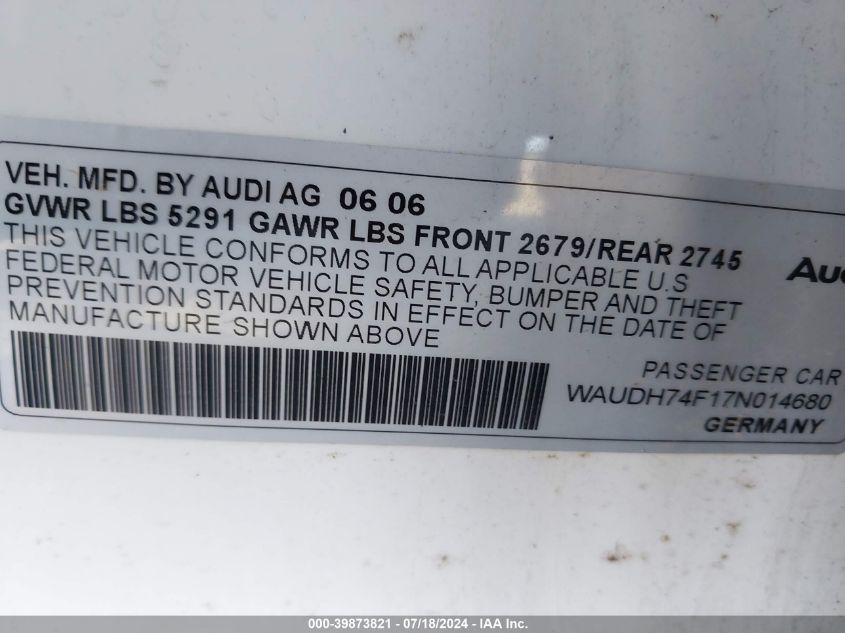 VEH. MFD. BY AUDI AG 06 06
GVWR LBS 5291 GAWR LBS FRONT 2679/REAR 2745
THIS VEHICLE CONFORMS TO ALL APPLICABLE U.S
FEDERAL MOTOR VEHICLE SAFETY, BUMPER AND THEFT
PREVENTION STANDARDS IN EFFECT ON THE DATE OF
MANUFACTURE SHOWN ABOVE
PASSENGER CAR
WAUDH74F17N014680
GERMANY
000-39873821 - 07/18/2024 - IAA Inc.